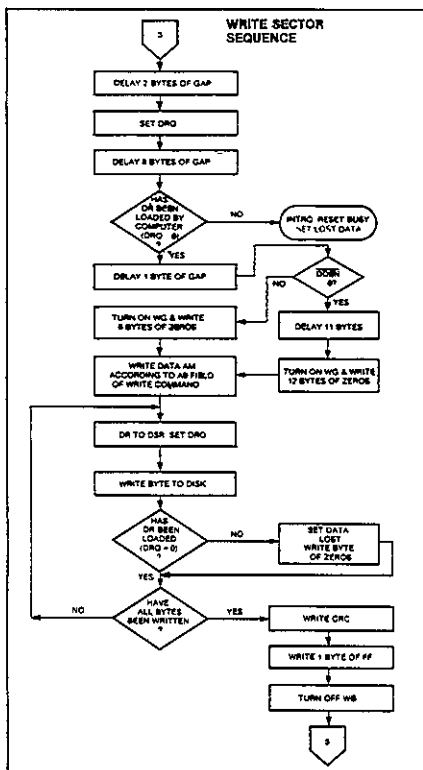 WRITE SECTOR
SEQUENCE
3
DELAY 2 BYTES OF GAP
SET DRQ
DELAY 8 BYTES OF GAP
HAS
DR BEEN
LOADED BY
COMPUTER
(DRQ = 0)
?
NO
INTRQ RESET BUSY
SET LOST DATA
YES
DELAY 1 BYTE OF GAP
DDEN
0?
NO
YES
TURN ON WG & WRITE
6 BYTES OF ZEROS
DELAY 11 BYTES
WRITE DATA AM
ACCORDING TO A0 FIELD
OF WRITE COMMAND
TURN ON WG & WRITE
12 BYTES OF ZEROS
DR TO DSR SET DRQ
WRITE BYTE TO DISK
HAS
DR BEEN
LOADED
(DRQ = 0)
?
NO
SET DATA
LOST
WRITE BYTE
OF ZEROS
YES
HAVE
ALL BYTES
BEEN WRITTEN
?
NO
YES
WRITE CRC
WRITE 1 BYTE OF FF
TURN OFF WG